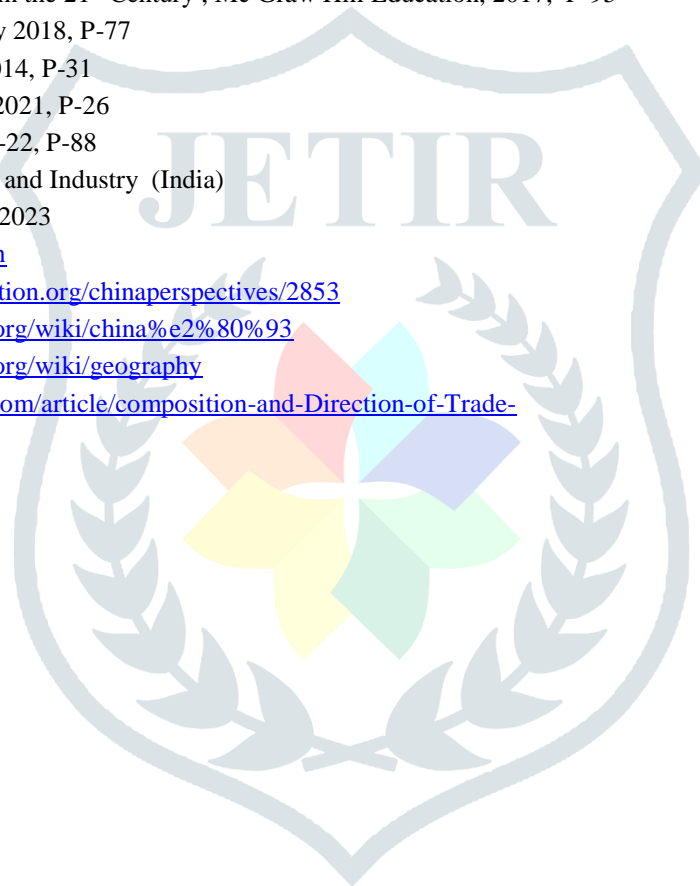 n the 21 Century , Mc Graw Hill Education, 2017, P-
y 2018, P-77
014, P-31
2021, P-26
-22, P-88
and Industry (India)
2023
n
tion.org/chinaperspectives/2853
org/wiki/china%e2%80%93
org/wiki/geography
om/article/composition-and-Direction-of-Trade-
JETIR